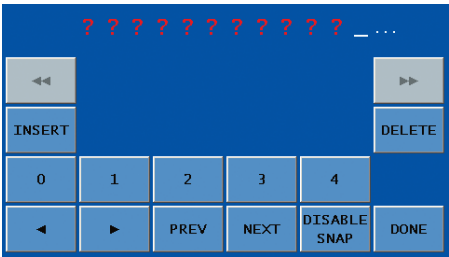 ? ? ? ? ? ? ? ? ? ? ? _ ...
◀◀ ▶▶
INSERT DELETE
0 1 2 3 4
◀ ▶ PREV NEXT DISABLE SNAP DONE